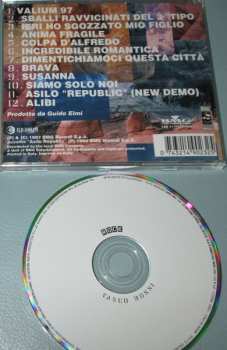 1. VALIUM 97
2. SBALLI RAVVICINATI DEL 3° TIPO
3. IERI HO SGOZZATO MIO FIGLIO
4. ANIMA FRAGILE
5. COLPA D'ALFREDO
6. INCREDIBILE ROMANTICA
7. DIMENTICHIAMOCI QUESTA CITTÀ
8. BRAVA
9. SUSANNA
10. SIAMO SOLO NOI
11. ASILO "REPUBLIC" (NEW DEMO)
12. ALIBI
Prodotto da Guido Elmi
BMG
ROCK
VASCO ROSSI